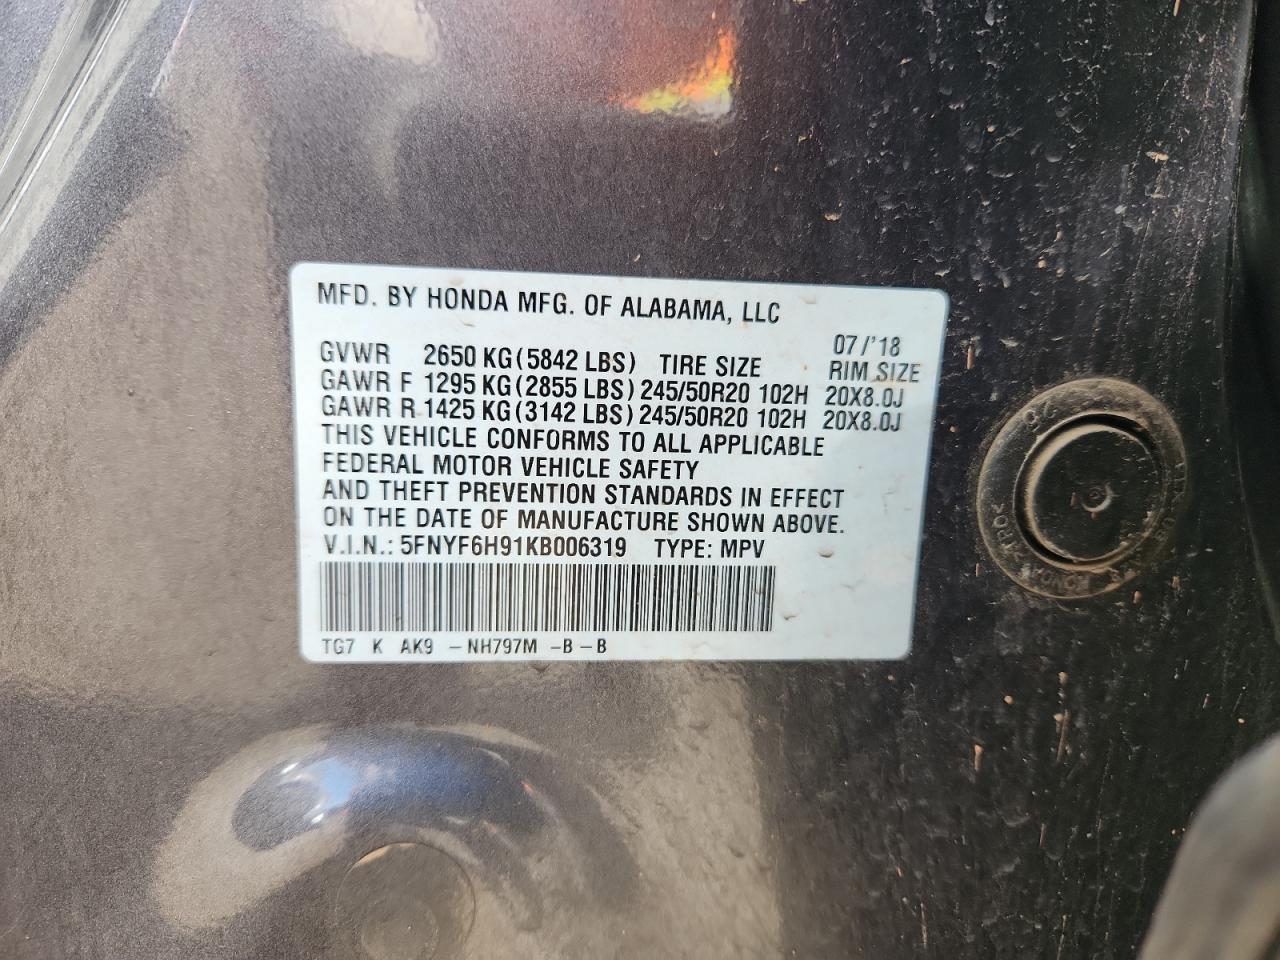 MFD. BY HONDA MFG. OF ALABAMA, LLC
07/'18
GVWR 2650 KG (5842 LBS) TIRE SIZE RIM SIZE
GAWR F 1295 KG (2855 LBS) 245/50R20 102H 20X8.0J
GAWR R 1425 KG (3142 LBS) 245/50R20 102H 20X8.0J
THIS VEHICLE CONFORMS TO ALL APPLICABLE
FEDERAL MOTOR VEHICLE SAFETY
AND THEFT PREVENTION STANDARDS IN EFFECT
ON THE DATE OF MANUFACTURE SHOWN ABOVE.
V.I.N.: 5FNYF6H91KB006319 TYPE: MPV
TG7 K AK9 - NH797M -B - B
HONDA